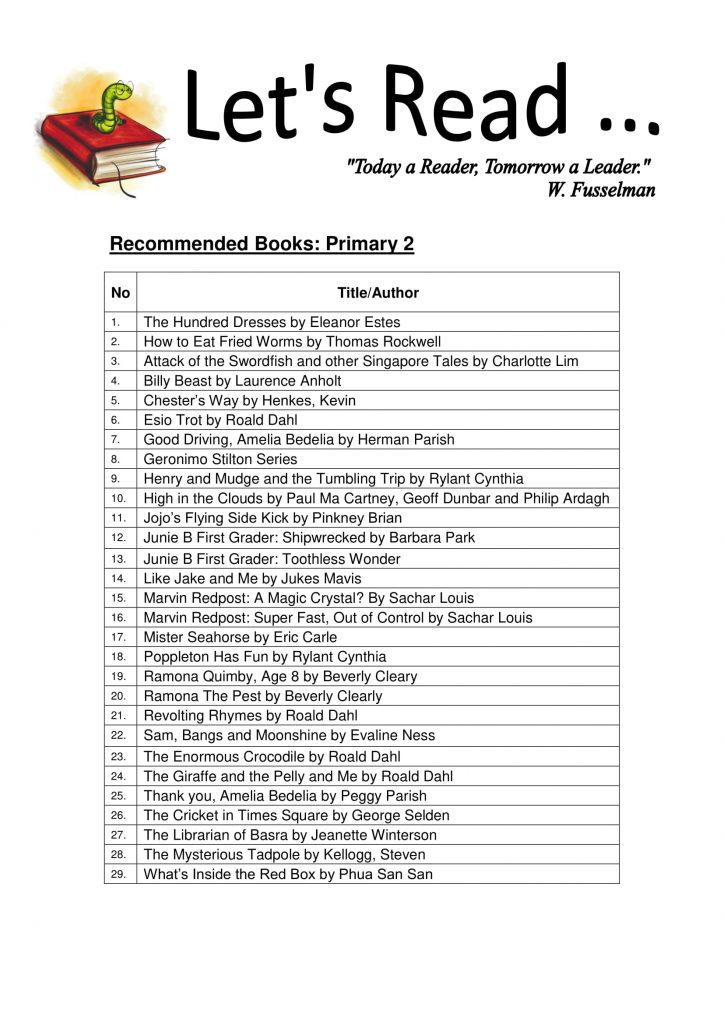 Let's Read ...
"Today a Reader, Tomorrow a Leader."
W. Fusselman
Recommended Books: Primary 2
No Title/Author
1. The Hundred Dresses by Eleanor Estes
2. How to Eat Fried Worms by Thomas Rockwell
3. Attack of the Swordfish and other Singapore Tales by Charlotte Lim
4. Billy Beast by Laurence Anholt
5. Chester's Way by Henkes, Kevin
6. Esio Trot by Roald Dahl
7. Good Driving, Amelia Bedelia by Herman Parish
8. Geronimo Stilton Series
9. Henry and Mudge and the Tumbling Trip by Rylant Cynthia
10. High in the Clouds by Paul Ma Cartney, Geoff Dunbar and Philip Ardagh
11. Jojo's Flying Side Kick by Pinkney Brian
12. Junie B First Grader: Shipwrecked by Barbara Park
13. Junie B First Grader: Toothless Wonder
14. Like Jake and Me by Jukes Mavis
15. Marvin Redpost: A Magic Crystal? By Sachar Louis
16. Marvin Redpost: Super Fast, Out of Control by Sachar Louis
17. Mister Seahorse by Eric Carle
18. Poppleton Has Fun by Rylant Cynthia
19. Ramona Quimby, Age 8 by Beverly Cleary
20. Ramona The Pest by Beverly Clearly
21. Revolting Rhymes by Roald Dahl
22. Sam, Bangs and Moonshine by Evaline Ness
23. The Enormous Crocodile by Roald Dahl
24. The Giraffe and the Pelly and Me by Roald Dahl
25. Thank you, Amelia Bedelia by Peggy Parish
26. The Cricket in Times Square by George Selden
27. The Librarian of Basra by Jeanette Winterson
28. The Mysterious Tadpole by Kellogg, Steven
29. What's Inside the Red Box by Phua San San